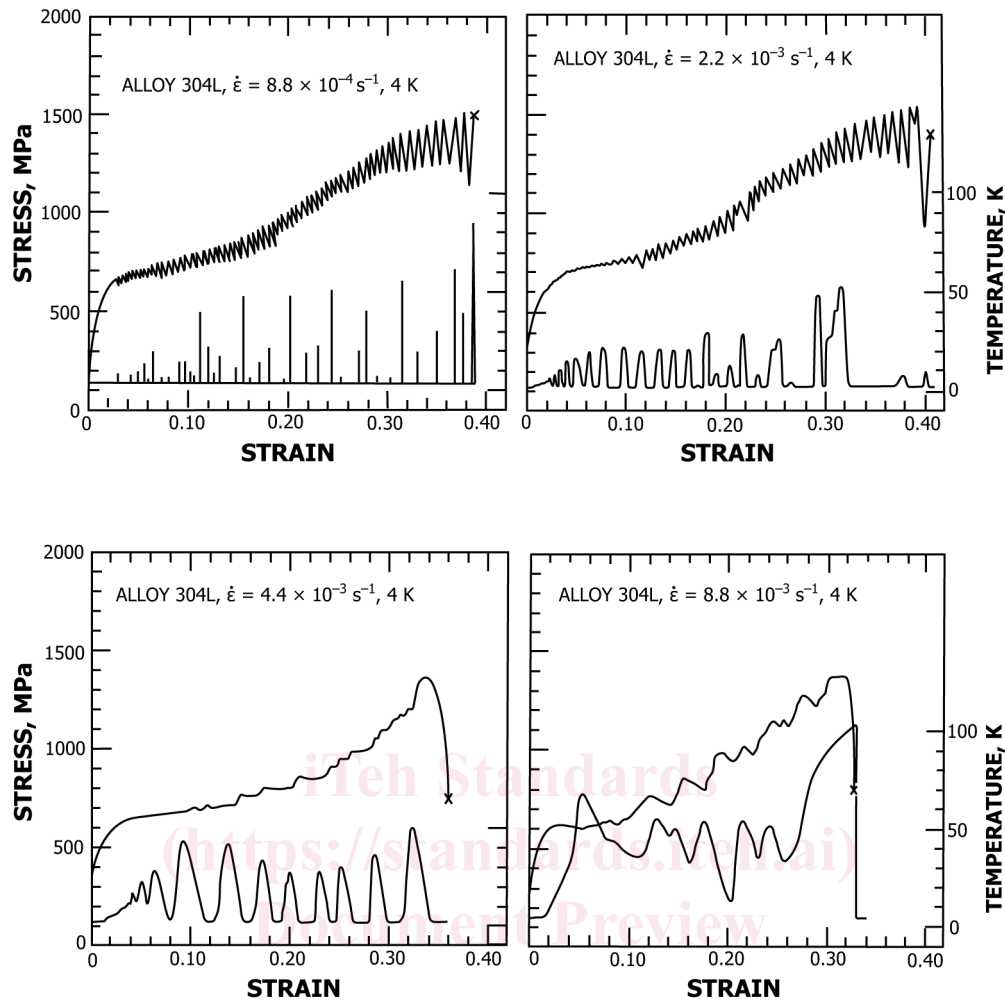 2000
1500
1000
500
0
STRESS, MPa
ALLOY 304L, ε̇ = 8.8 × 10⁻⁴ s⁻¹, 4 K
0 0.10 0.20 0.30 0.40
STRAIN
ALLOY 304L, ε̇ = 2.2 × 10⁻³ s⁻¹, 4 K
100
50
0
TEMPERATURE, K
0 0.10 0.20 0.30 0.40
STRAIN
2000
1500
1000
500
0
STRESS, MPa
ALLOY 304L, ε̇ = 4.4 × 10⁻³ s⁻¹, 4 K
0 0.10 0.20 0.30 0.40
STRAIN
ALLOY 304L, ε̇ = 8.8 × 10⁻³ s⁻¹, 4 K
100
50
0
TEMPERATURE, K
0 0.10 0.20 0.30 0.40
STRAIN
iTeh Standards
(https://standards.iteh.ai)
Document Preview